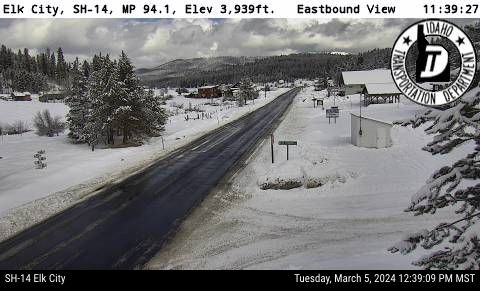 Elk City, SH-14, MP 94.1, Elev 3,939ft. Eastbound View 11:39:27
IDAHO
TRANSPORTATION DEPARTMENT
SH-14 Elk City Tuesday, March 5, 2024 12:39:09 PM MST